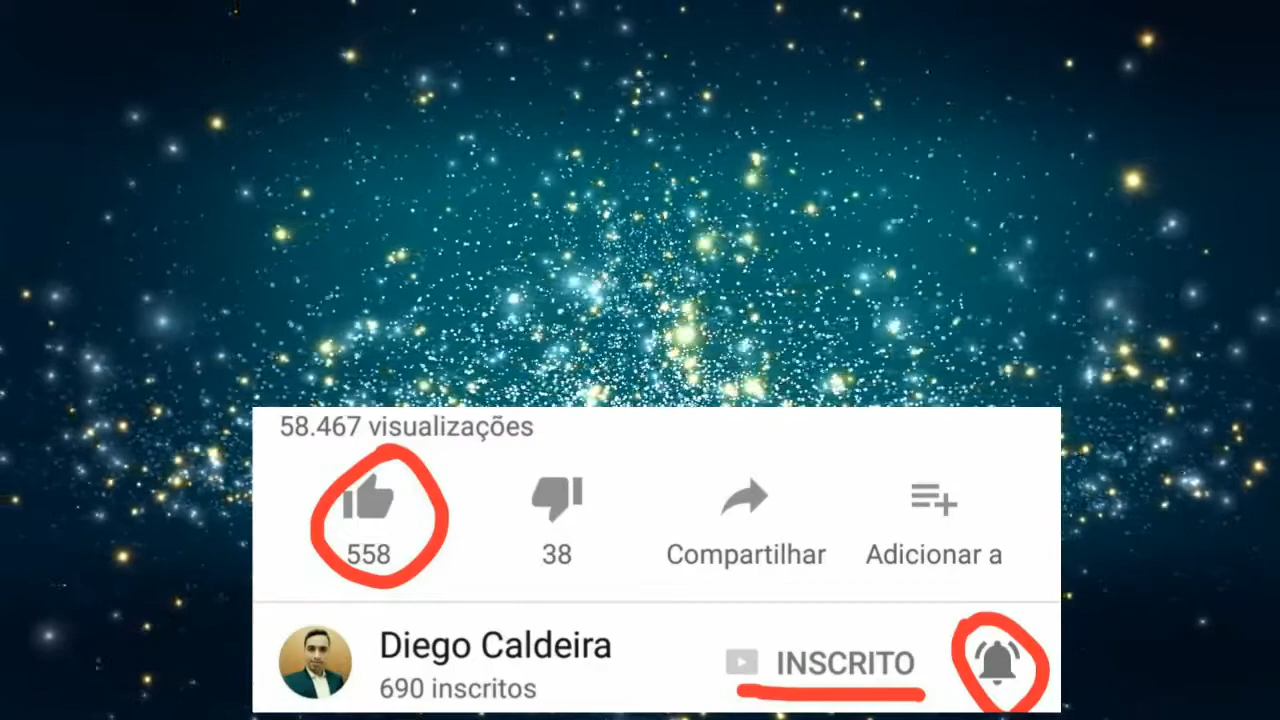 58.467 visualizações
558
38
Compartilhar
Adicionar a
Diego Caldeira
INSCRITO
690 inscritos